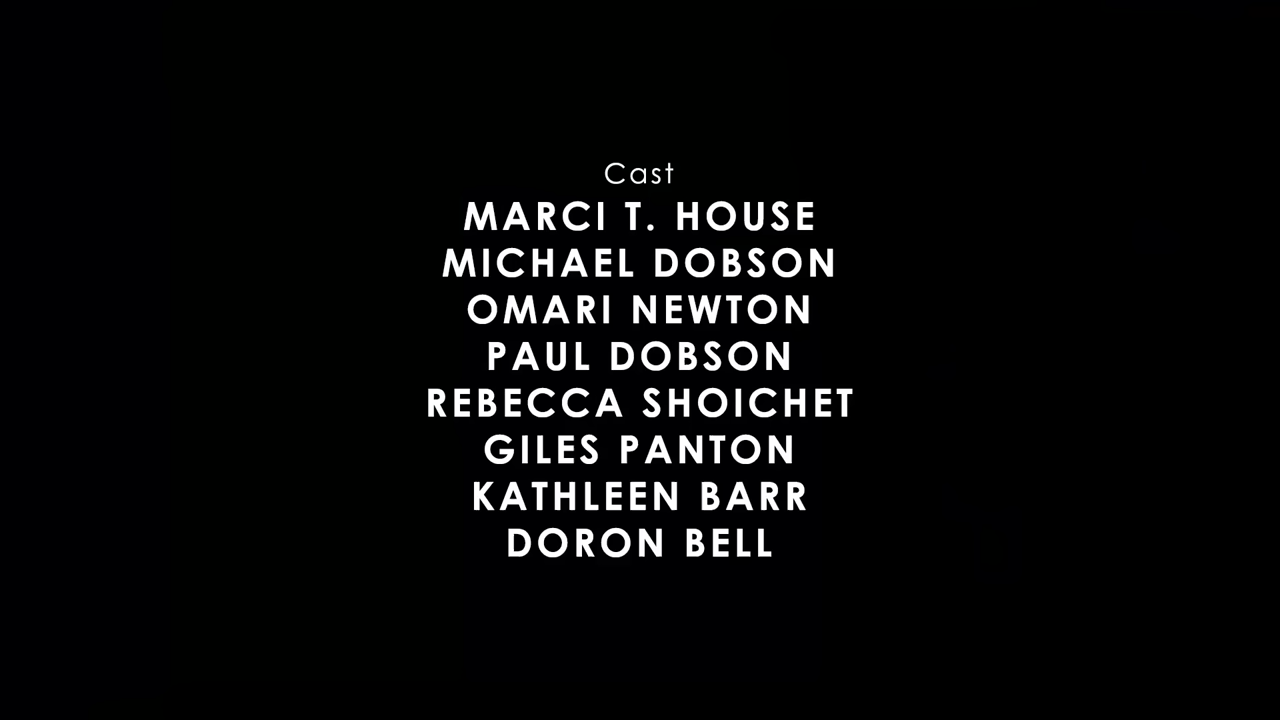 Cast
MARCI T. HOUSE
MICHAEL DOBSON
OMARI NEWTON
PAUL DOBSON
REBECCA SHOICHET
GILES PANTON
KATHLEEN BARR
DORON BELL